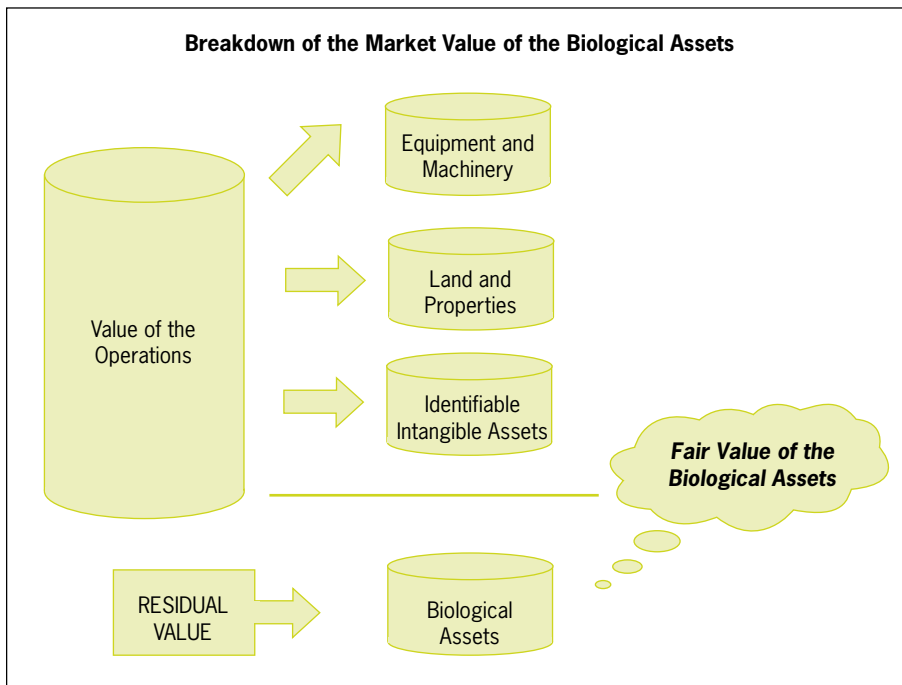 Breakdown of the Market Value of the Biological Assets
Equipment and
Machinery
Value of the
Operations
Land and
Properties
Identifiable
Intangible Assets
Fair Value of the
Biological Assets
RESIDUAL
VALUE
Biological
Assets